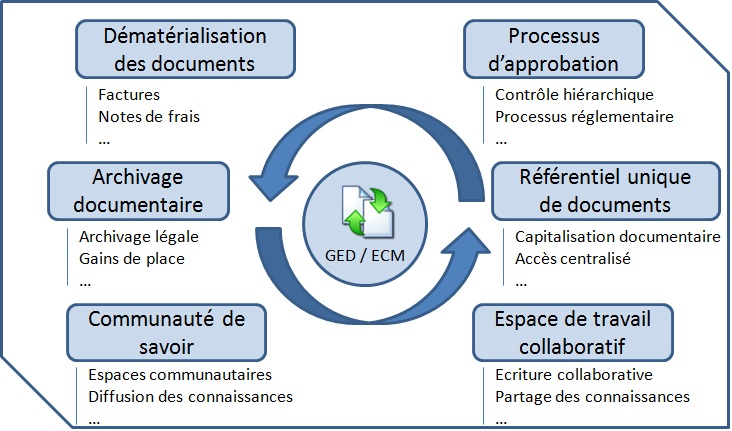 Dématérialisation
des documents
Factures
Notes de frais
...
Processus
d'approbation
Contrôle hiérarchique
Processus réglementaire
...
Archivage
documentaire
Archivage légale
Gains de place
...
GED / ECM
Référentiel unique
de documents
Capitalisation documentaire
Accès centralisé
...
Communauté de
savoir
Espaces communautaires
Diffusion des connaissances
...
Espace de travail
collaboratif
Ecriture collaborative
Partage des connaissances
...